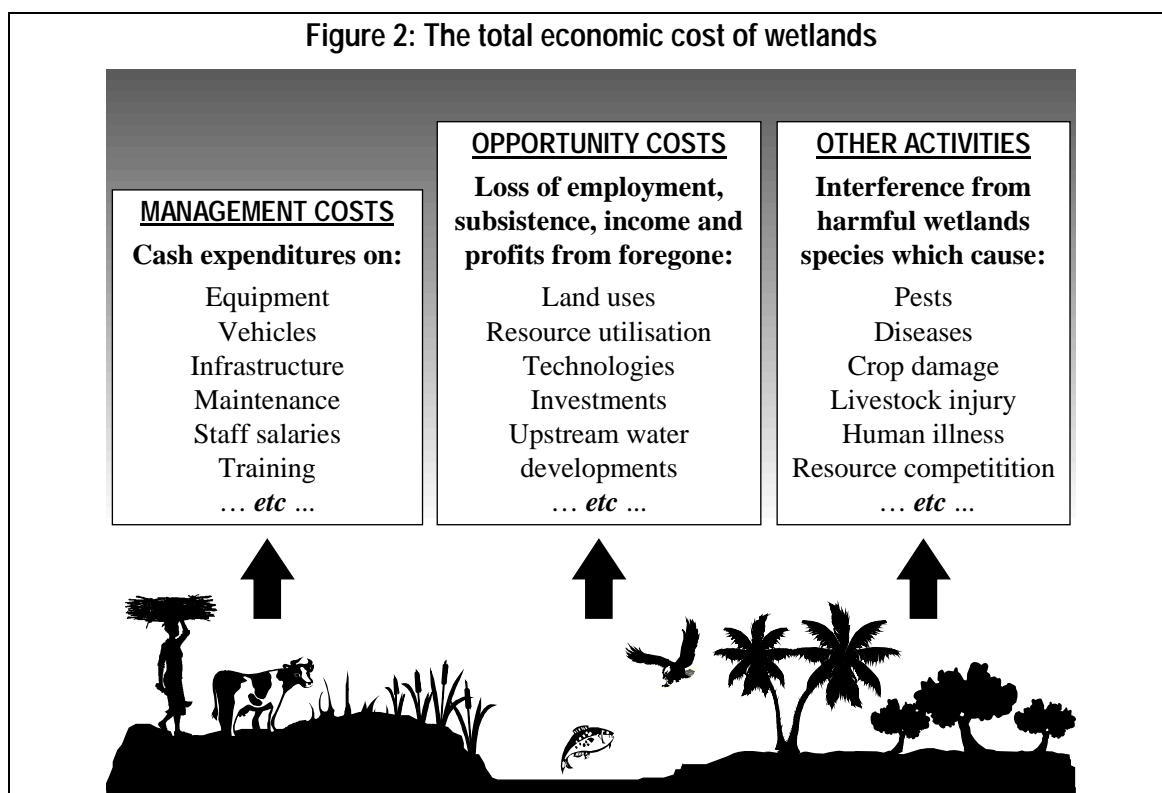 Figure 2: The total economic cost of wetlands
MANAGEMENT COSTS
Cash expenditures on:
Equipment
Vehicles
Infrastructure
Maintenance
Staff salaries
Training
… etc ...
OPPORTUNITY COSTS
Loss of employment,
subsistence, income and
profits from foregone:
Land uses
Resource utilisation
Technologies
Investments
Upstream water
developments
… etc ...
OTHER ACTIVITIES
Interference from
harmful wetlands
species which cause:
Pests
Diseases
Crop damage
Livestock injury
Human illness
Resource competitition
… etc ...